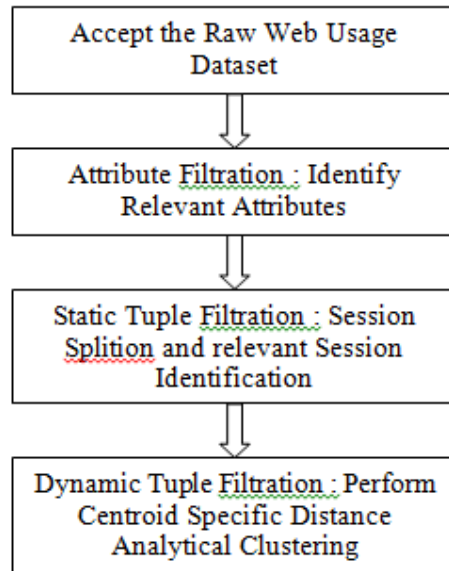 Accept the Raw Web Usage
Dataset
Attribute Filtration : Identify
Relevant Attributes
Static Tuple Filtration : Session
Splition and relevant Session
Identification
Dynamic Tuple Filtration : Perform
Centroid Specific Distance
Analytical Clustering